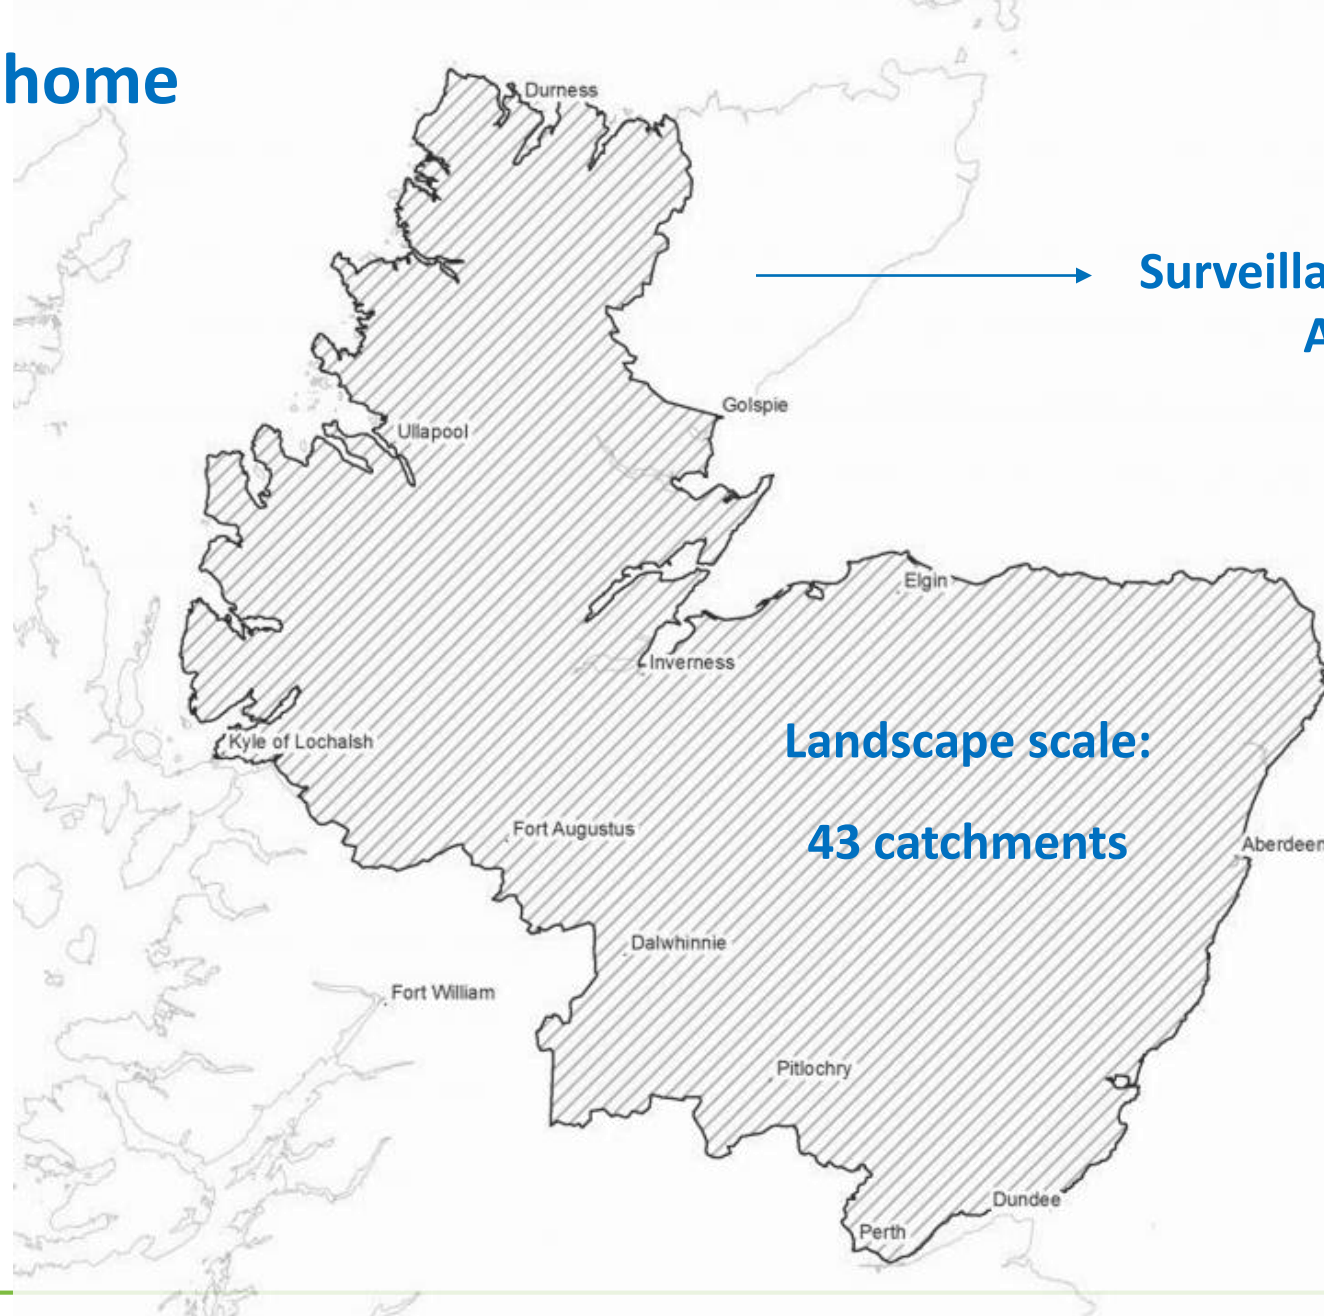 home
Durness
Surveilla
A
Golspie
Ullapool
Elgin
Inverness
Landscape scale:
Kyle of Lochalsh
Fort Augustus
43 catchments
Aberdeen
Dalwhinnie
Fort William
Pitlochry
Dundee
Perth